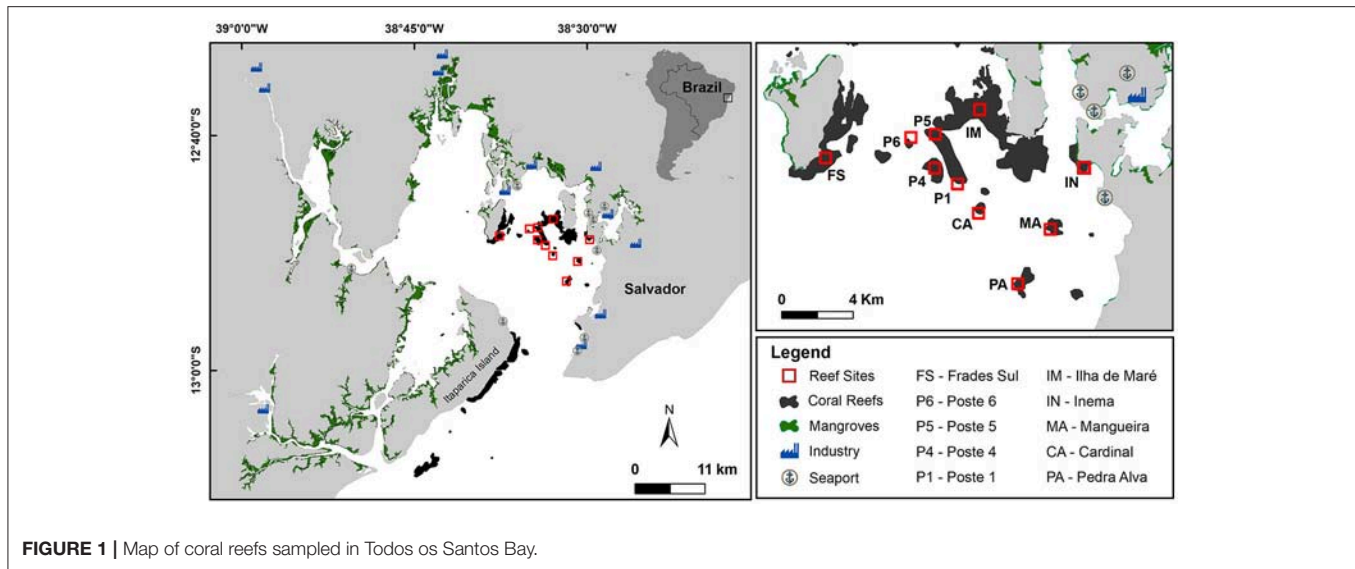 39°0'0"W
38°45'0"W
38°30'0"W
12°40'0"S
13°0'0"S
Brazil
Salvador
Itaparica Island
N
0 11 km
P5
IM
P6
FS
P4
P1
IN
CA
MA
PA
0 4 Km
Legend
Reef Sites FS - Frades Sul IM - Ilha de Maré
Coral Reefs P6 - Poste 6 IN - Inema
Mangroves P5 - Poste 5 MA - Mangueira
Industry P4 - Poste 4 CA - Cardinal
Seaport P1 - Poste 1 PA - Pedra Alva
FIGURE 1 | Map of coral reefs sampled in Todos os Santos Bay.